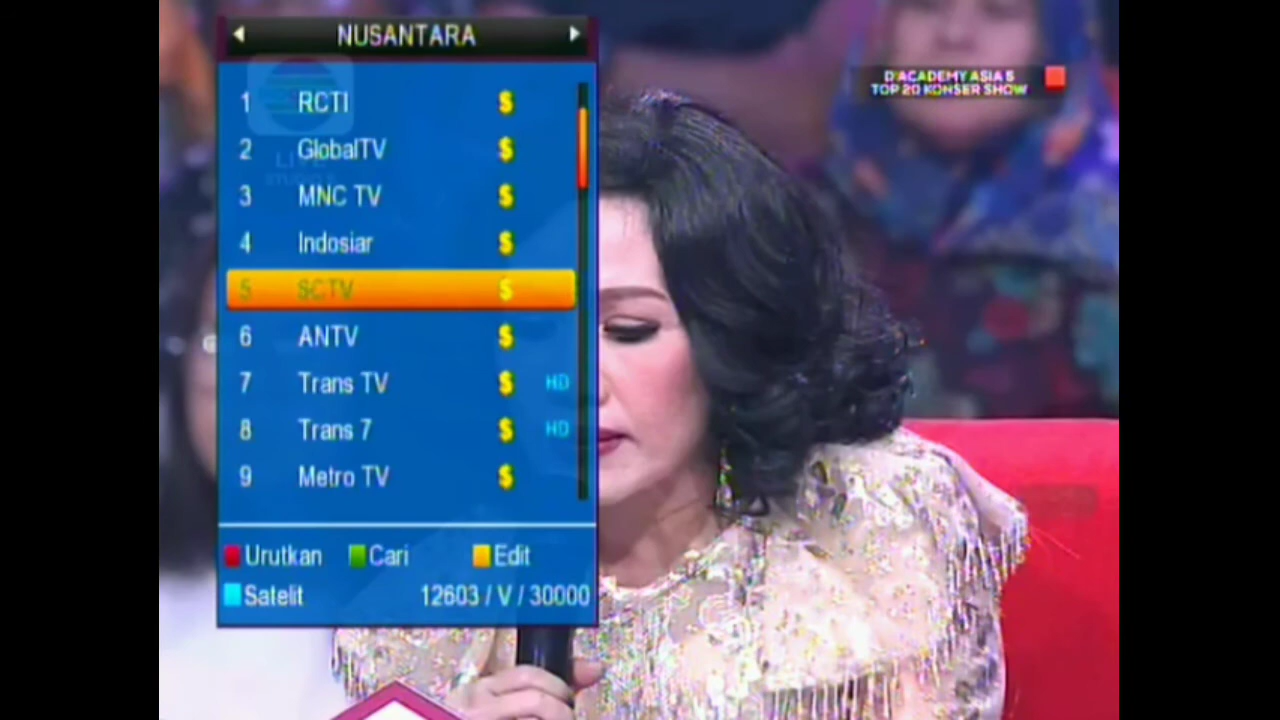 NUSANTARA
1 RCTI $
2 GlobalTV $
3 MNC TV $
4 Indosiar $
5 SCTV $
6 ANTV $
7 Trans TV $ HD
8 Trans 7 $ HD
9 Metro TV $
Urutkan Cari Edit
Satelit 12603 / V / 30000
D'ACADEMY ASIA 5
TOP 20 KONSER SHOW
LIVE